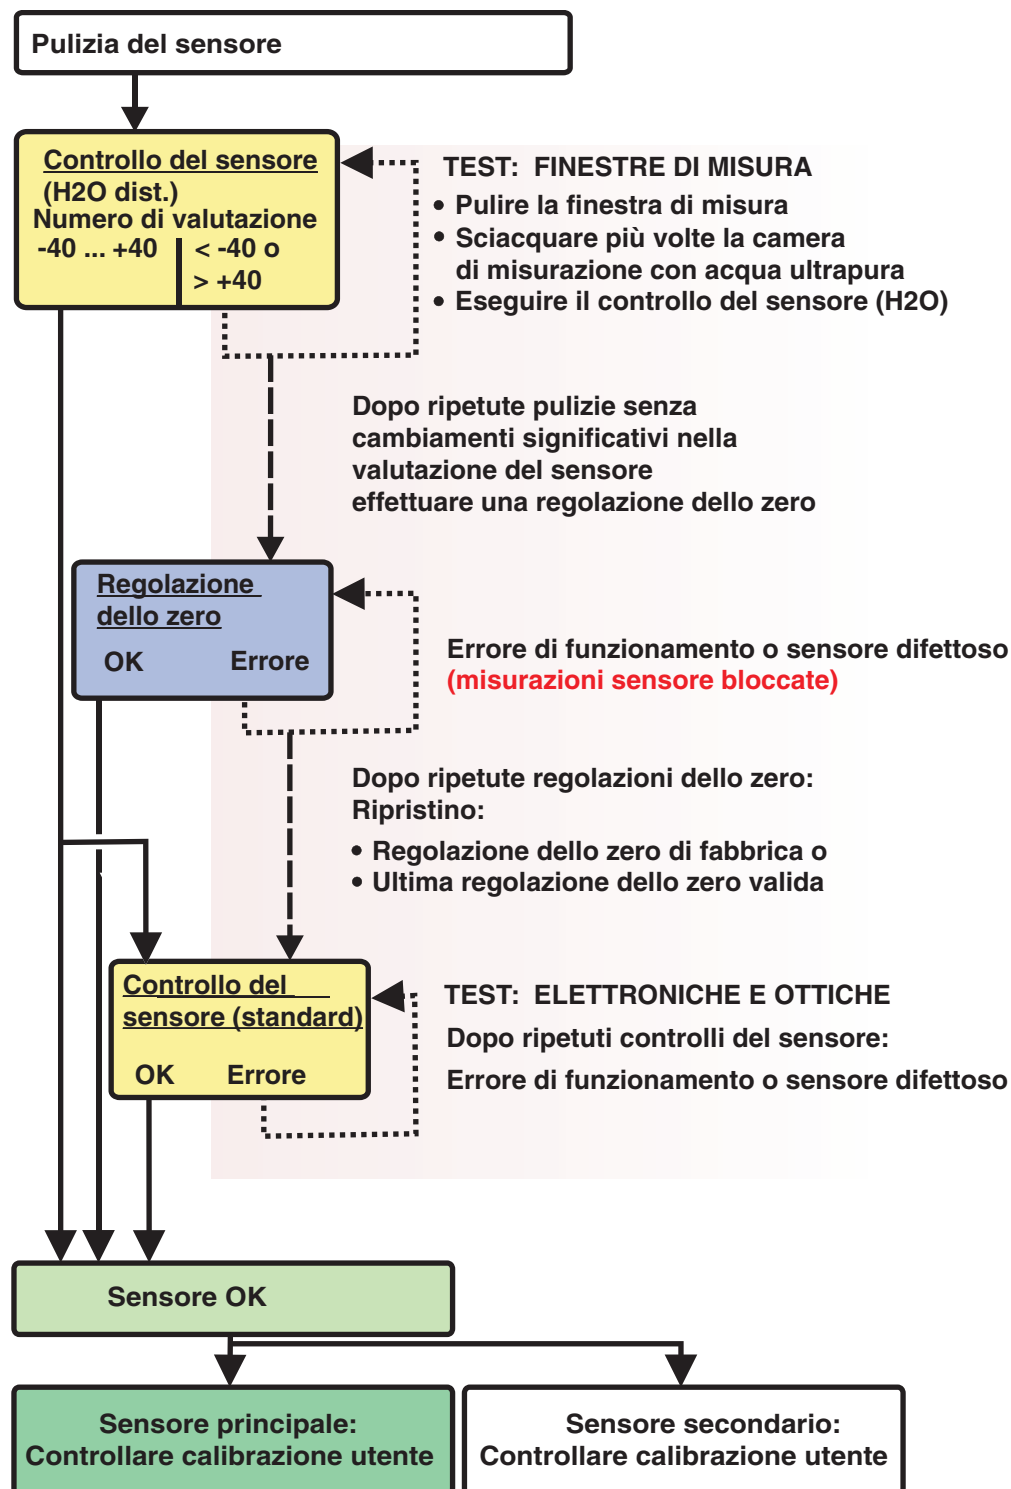 Pulizia del sensore
Controllo del sensore
(H2O dist.)
Numero di valutazione
-40 ... +40
< -40 o
> +40
TEST: FINESTRE DI MISURA
• Pulire la finestra di misura
• Sciacquare più volte la camera
di misurazione con acqua ultrapura
• Eseguire il controllo del sensore (H2O)
Dopo ripetute pulizie senza
cambiamenti significativi nella
valutazione del sensore
effettuare una regolazione dello zero
Regolazione
dello zero
OK Errore
Errore di funzionamento o sensore difettoso
(misurazioni sensore bloccate)
Dopo ripetute regolazioni dello zero:
Ripristino:
• Regolazione dello zero di fabbrica o
• Ultima regolazione dello zero valida
Controllo del
sensore (standard)
OK Errore
TEST: ELETTRONICHE E OTTICHE
Dopo ripetuti controlli del sensore:
Errore di funzionamento o sensore difettoso
Sensore OK
Sensore principale:
Controllare calibrazione utente
Sensore secondario:
Controllare calibrazione utente